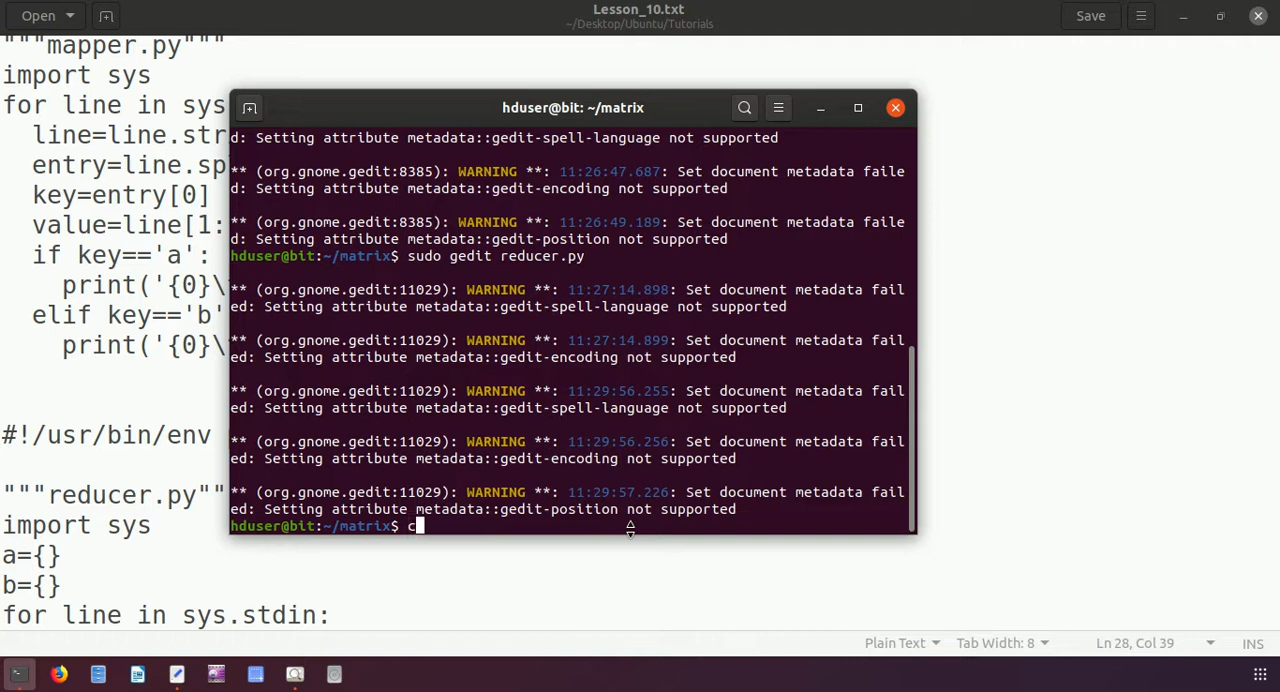 Open
Lesson_10.txt
~/Desktop/Ubuntu/Tutorials
Save
"""mapper.py"""
import sys
for line in sys
line=line.str
entry=line.sp
key=entry[0]
value=line[1:
if key=='a':
print('{0}\
elif key=='b'
print('{0}\
#!/usr/bin/env
"""reducer.py""
import sys
a={}
b={}
for line in sys.stdin:
hduser@bit: ~/matrix
d: Setting attribute metadata::gedit-spell-language not supported
** (org.gnome.gedit:8385): WARNING **: 11:26:47.687: Set document metadata faile
d: Setting attribute metadata::gedit-encoding not supported
** (org.gnome.gedit:8385): WARNING **: 11:26:49.189: Set document metadata faile
d: Setting attribute metadata::gedit-position not supported
hduser@bit:~/matrix$ sudo gedit reducer.py
** (org.gnome.gedit:11029): WARNING **: 11:27:14.898: Set document metadata fail
ed: Setting attribute metadata::gedit-spell-language not supported
** (org.gnome.gedit:11029): WARNING **: 11:27:14.899: Set document metadata fail
ed: Setting attribute metadata::gedit-encoding not supported
** (org.gnome.gedit:11029): WARNING **: 11:29:56.255: Set document metadata fail
ed: Setting attribute metadata::gedit-spell-language not supported
** (org.gnome.gedit:11029): WARNING **: 11:29:56.256: Set document metadata fail
ed: Setting attribute metadata::gedit-encoding not supported
** (org.gnome.gedit:11029): WARNING **: 11:29:57.226: Set document metadata fail
ed: Setting attribute metadata::gedit-position not supported
hduser@bit:~/matrix$ c
Plain Text Tab Width: 8 Ln 28, Col 39 INS